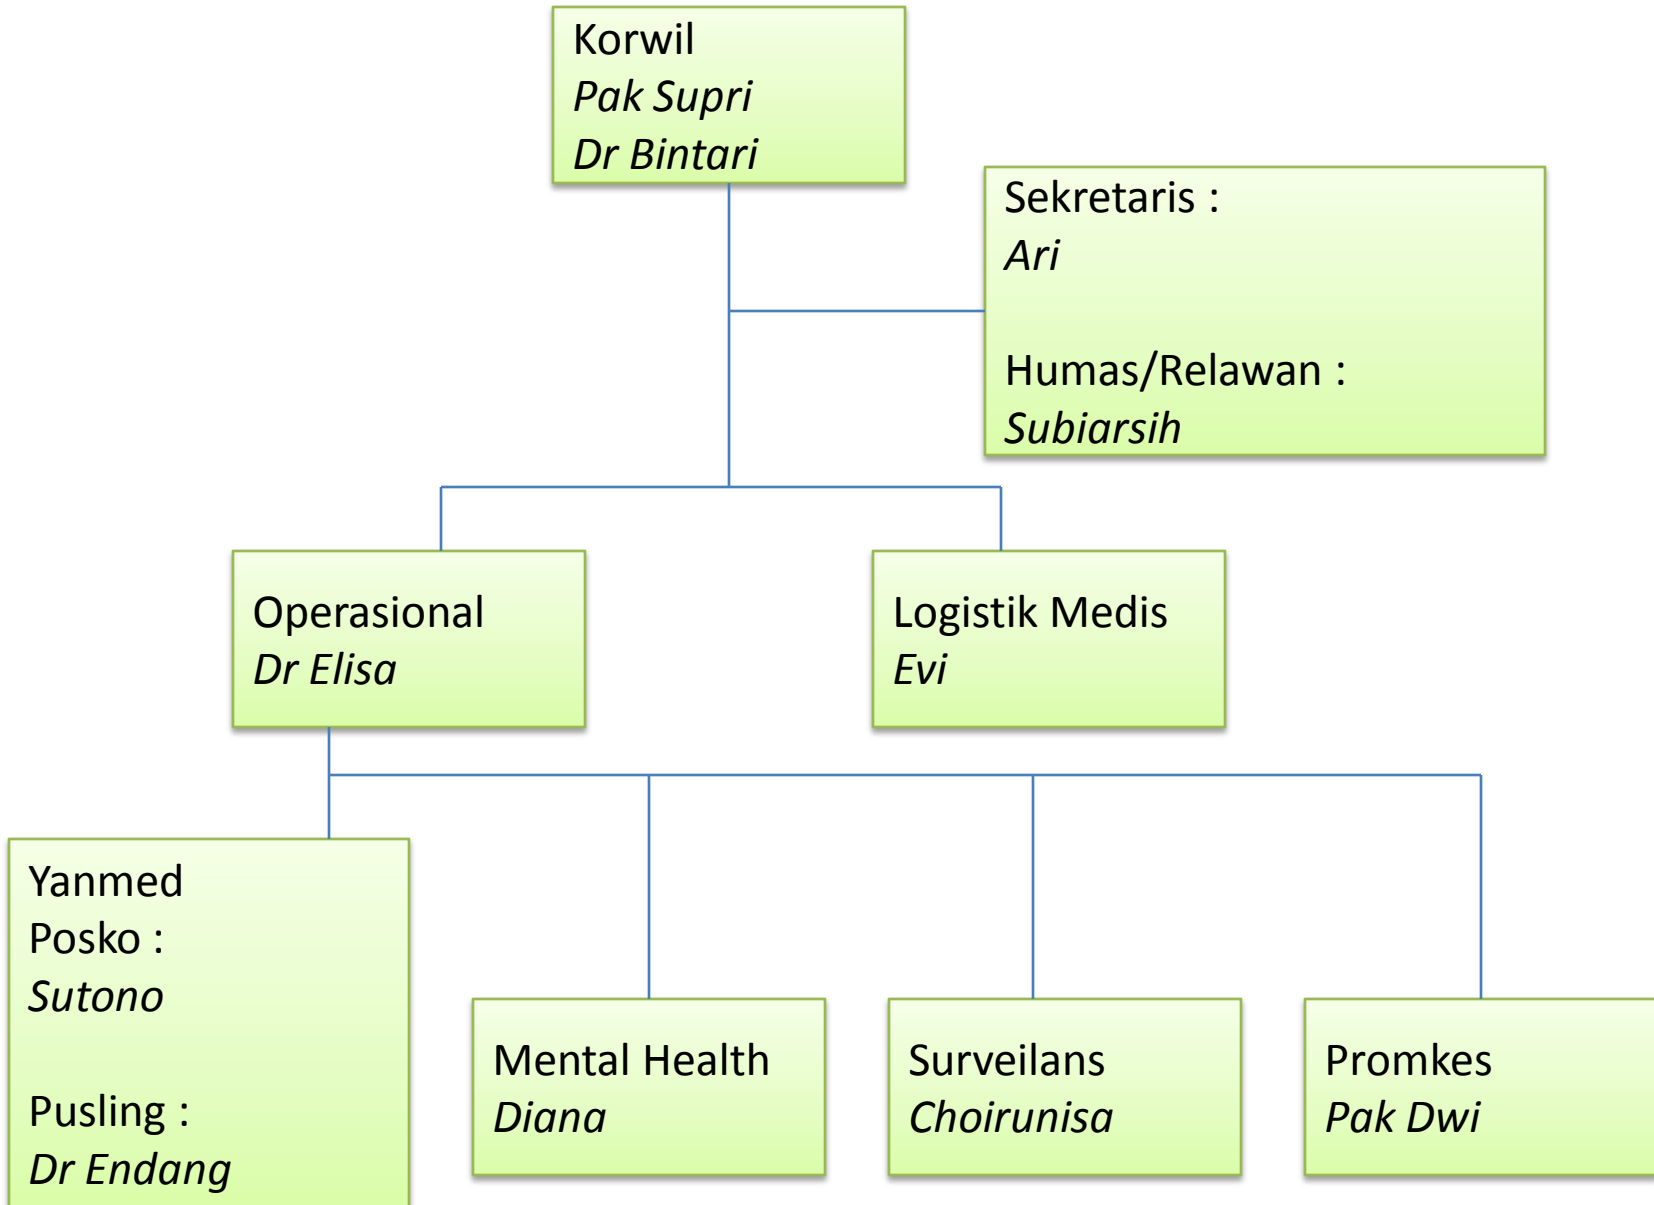 Korwil
Pak Supri
Dr Bintari
Sekretaris :
Ari
Humas/Relawan :
Subiarsih
Operasional
Dr Elisa
Logistik Medis
Evi
Yanmed
Posko :
Sutono
Pusling :
Dr Endang
Mental Health
Diana
Surveilans
Choirunisa
Promkes
Pak Dwi